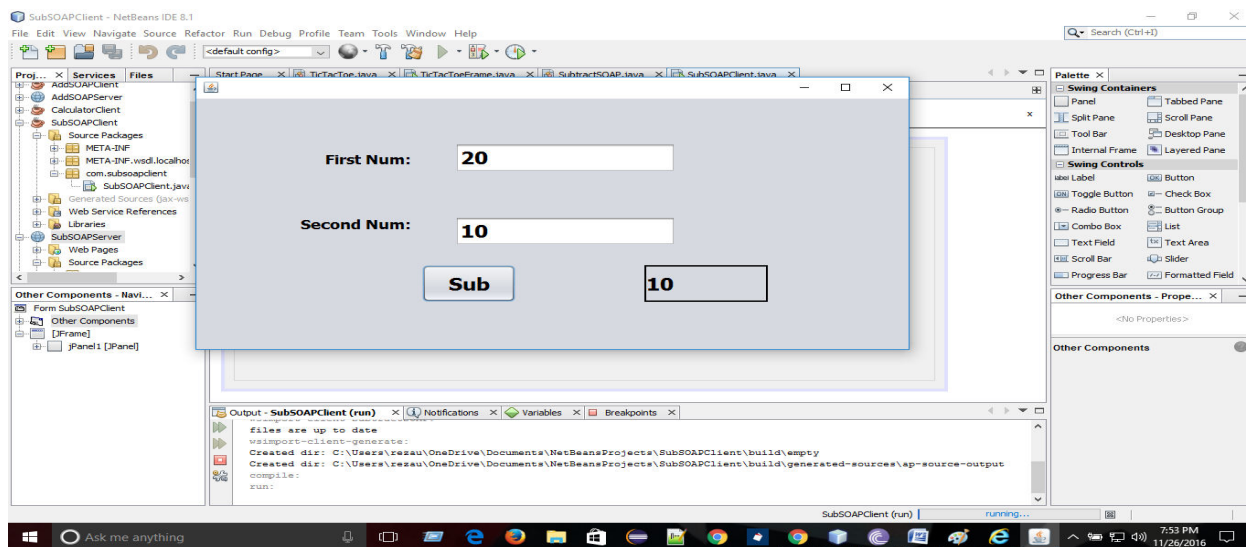 SubSOAPClient - NetBeans IDE 8.1
File Edit View Navigate Source Refactor Run Debug Profile Team Tools Window Help
Search (Ctrl+I)
<default config>
Proj... Services Files
Start Page TicTacToe.java TicTacToeFrame.java SubtractSOAP.java SubSOAPClient.java
AddSOAPClient
AddSOAPServer
CalculatorClient
SubSOAPClient
Source Packages
META-INF
META-INF.wsdl.localhos
com.subsoapclient
SubSOAPClient.java
Generated Sources (jax-ws
Web Service References
Libraries
SubSOAPServer
Web Pages
Source Packages
Other Components - Navi...
Form SubSOAPClient
Other Components
[JFrame]
jPanel1 [JPanel]
First Num: 20
Second Num: 10
Sub 10
Palette
Swing Containers
Panel Tabbed Pane
Split Pane Scroll Pane
Tool Bar Desktop Pane
Internal Frame Layered Pane
Swing Controls
label Label OK Button
ON Toggle Button Check Box
Radio Button Button Group
Combo Box List
Text Field Text Area
Scroll Bar Slider
Progress Bar Formatted Field
Other Components - Prope...
<No Properties>
Other Components
Output - SubSOAPClient (run) Notifications Variables Breakpoints
files are up to date
wsimport-client-generate:
Created dir: C:\Users\rezau\OneDrive\Documents\NetBeansProjects\SubSOAPClient\build\empty
Created dir: C:\Users\rezau\OneDrive\Documents\NetBeansProjects\SubSOAPClient\build\generated-sources\ap-source-output
compile:
run:
SubSOAPClient (run) running...
Ask me anything
7:53 PM
11/26/2016